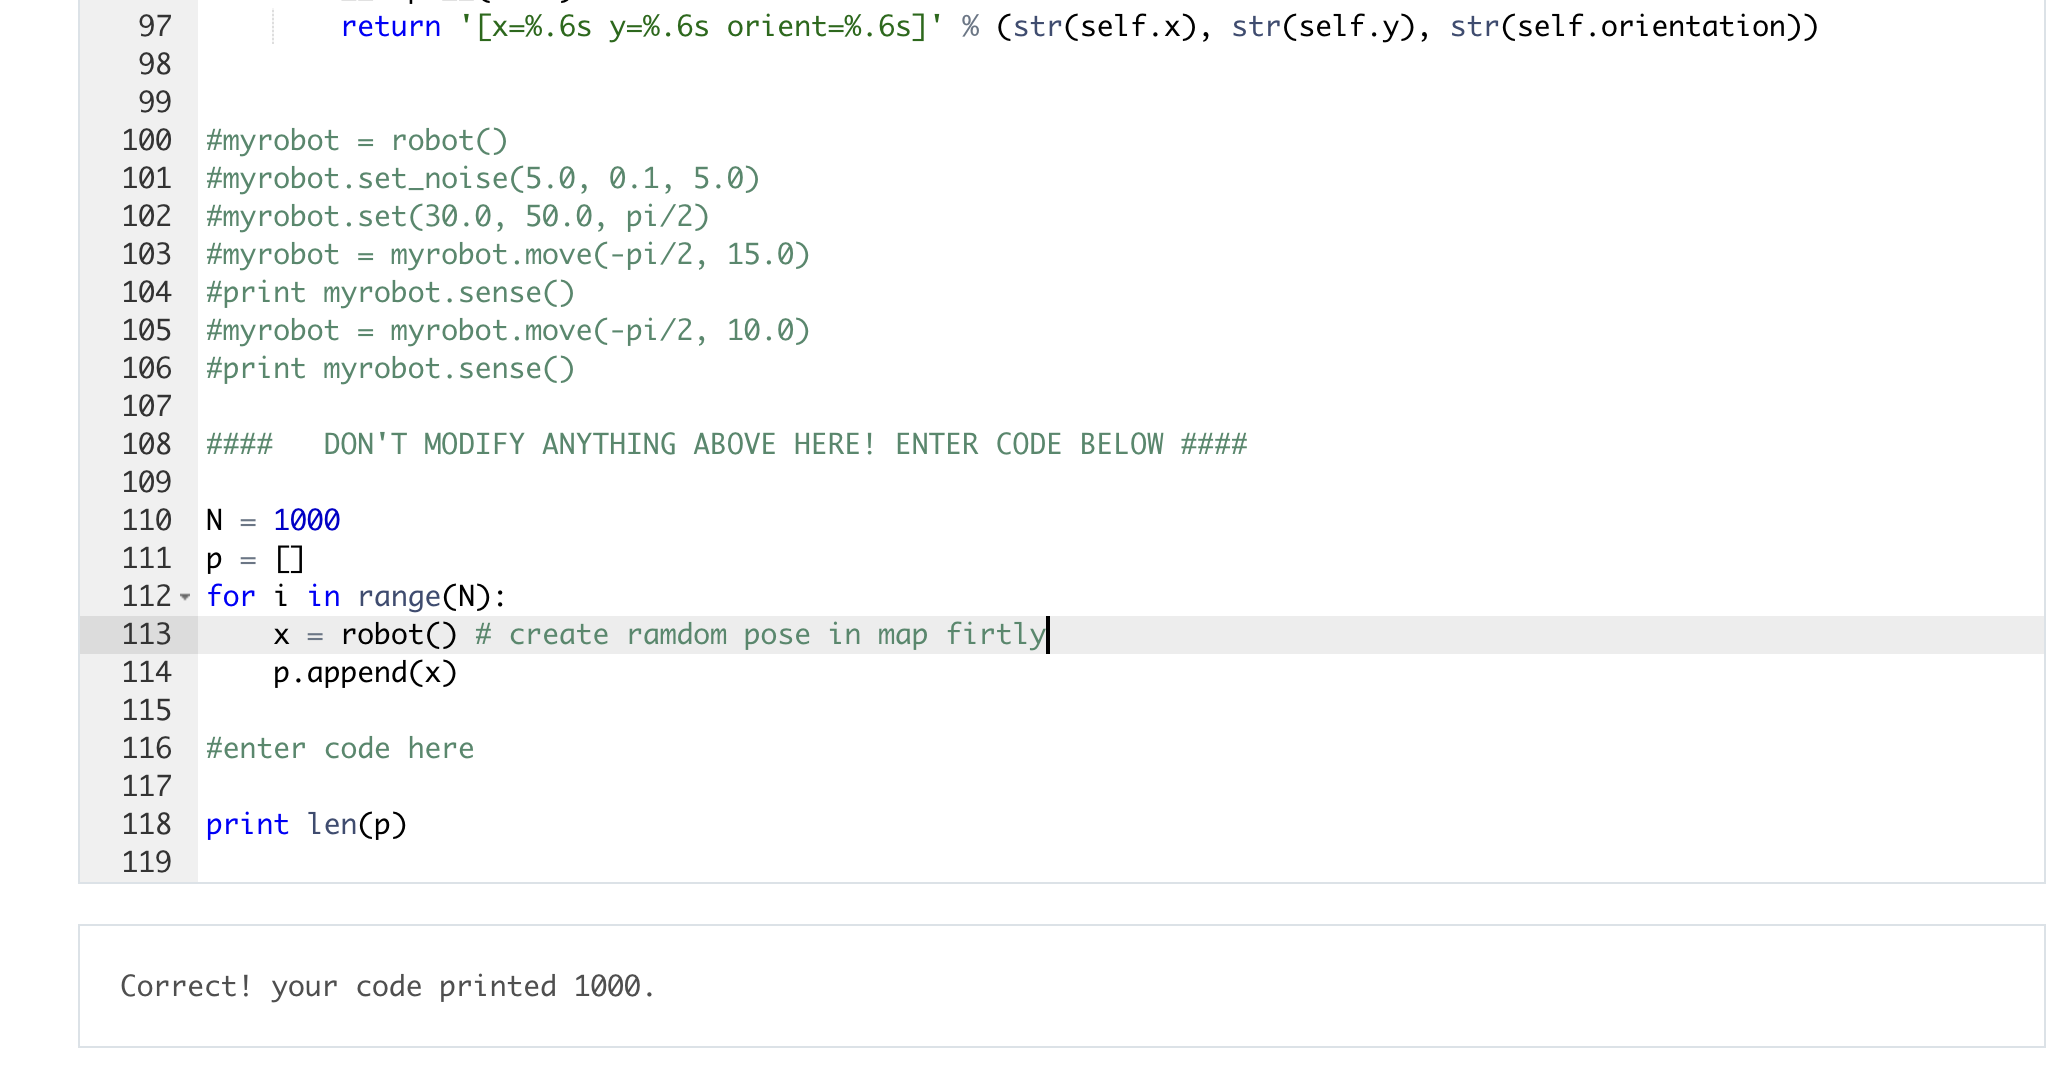 97 return '[x=%.6s y=%.6s orient=%.6s]' % (str(self.x), str(self.y), str(self.orientation))
98
99
100 #myrobot = robot()
101 #myrobot.set_noise(5.0, 0.1, 5.0)
102 #myrobot.set(30.0, 50.0, pi/2)
103 #myrobot = myrobot.move(-pi/2, 15.0)
104 #print myrobot.sense()
105 #myrobot = myrobot.move(-pi/2, 10.0)
106 #print myrobot.sense()
107
108 ####   DON'T MODIFY ANYTHING ABOVE HERE! ENTER CODE BELOW ####
109
110 N = 1000
111 p = []
112 for i in range(N):
113     x = robot() # create ramdom pose in map firtly
114     p.append(x)
115
116 #enter code here
117
118 print len(p)
119
Correct! your code printed 1000.